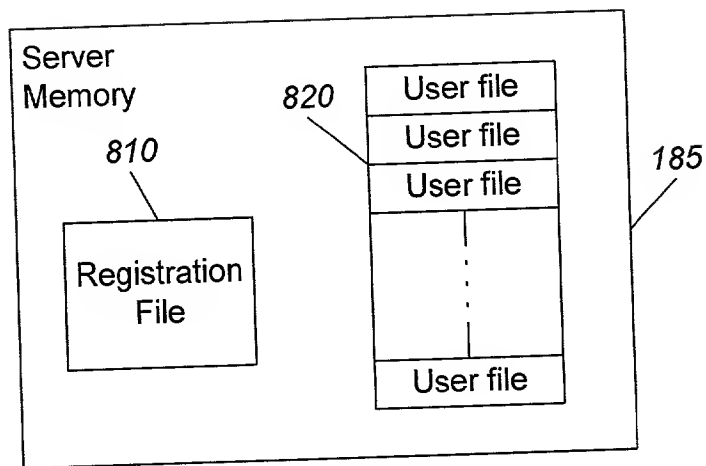 Server
Memory
810
Registration
File
820
User file
User file
User file
User file
185